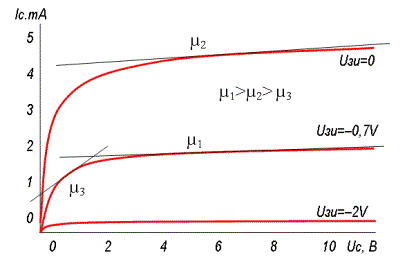 Ic.mA
5
μ2
Uзи=0
4
μ1>μ2>μ3
3
Uзи=–0,7V
2
μ1
1
μ3
Uзи=–2V
0
0 2 4 6 8 10 Uc, В